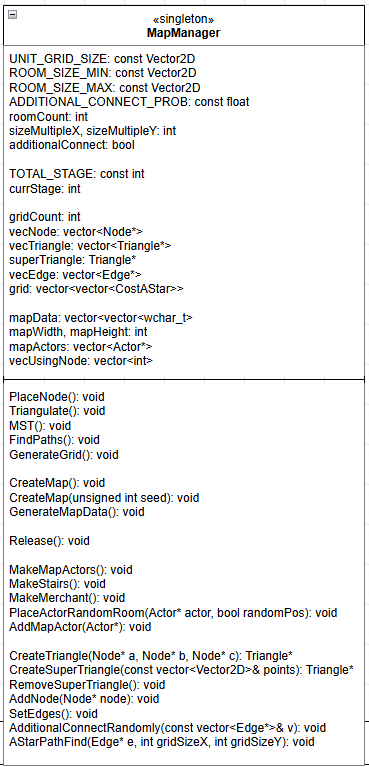 «singleton»
MapManager
UNIT_GRID_SIZE: const Vector2D
ROOM_SIZE_MIN: const Vector2D
ROOM_SIZE_MAX: const Vector2D
ADDITIONAL_CONNECT_PROB: const float
roomCount: int
sizeMultipleX, sizeMultipleY: int
additionalConnect: bool
TOTAL_STAGE: const int
currStage: int
gridCount: int
vecNode: vector<Node*>
vecTriangle: vector<Triangle*>
superTriangle: Triangle*
vecEdge: vector<Edge*>
grid: vector<vector<CostAStar>>
mapData: vector<vector<wchar_t>
mapWidth, mapHeight: int
mapActors: vector<Actor*>
vecUsingNode: vector<int>
PlaceNode(): void
Triangulate(): void
MST(): void
FindPaths(): void
GenerateGrid(): void
CreateMap(): void
CreateMap(unsigned int seed): void
GenerateMapData(): void
Release(): void
MakeMapActors(): void
MakeStairs(): void
MakeMerchant(): void
PlaceActorRandomRoom(Actor* actor, bool randomPos): void
AddMapActor(Actor*): void
CreateTriangle(Node* a, Node* b, Node* c): Triangle*
CreateSuperTriangle(const vector<Vector2D>& points): Triangle*
RemoveSuperTriangle(): void
AddNode(Node* node): void
SetEdges(): void
AdditionalConnectRandomly(const vector<Edge*>& v): void
AStarPathFind(Edge* e, int gridSizeX, int gridSizeY): void